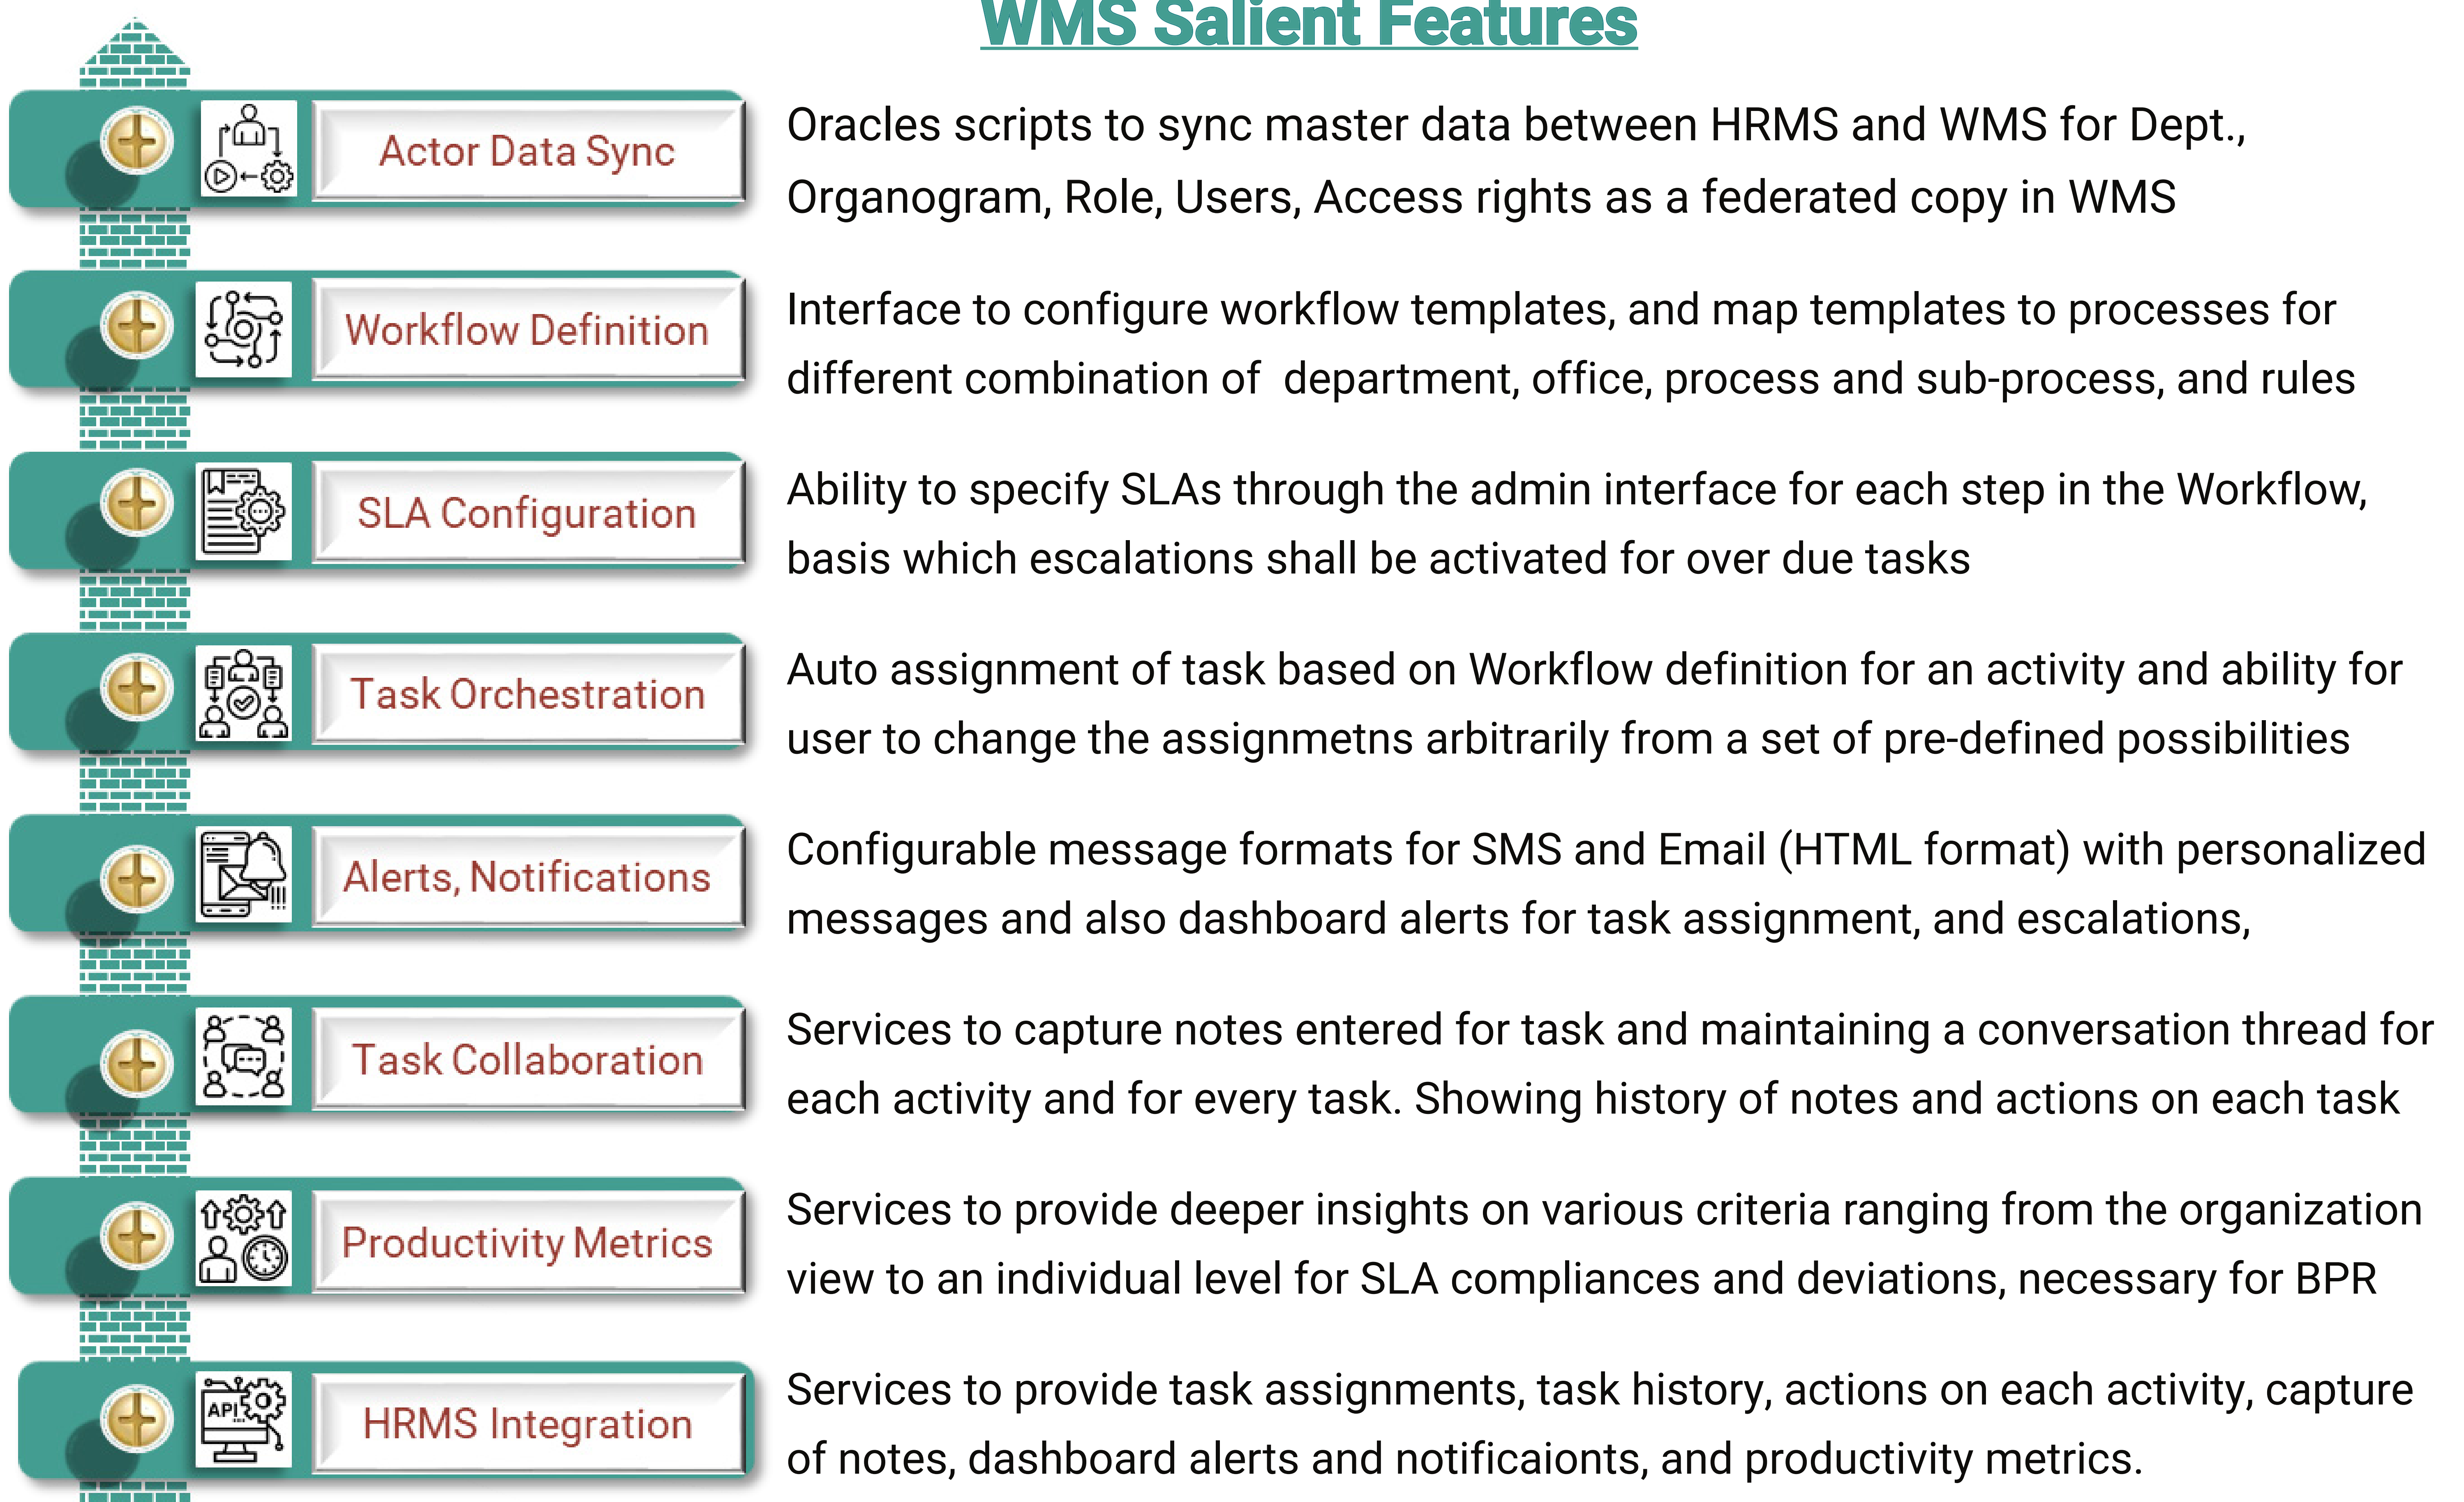 WMS Salient Features
Actor Data Sync
Oracles scripts to sync master data between HRMS and WMS for Dept.,
Organogram, Role, Users, Access rights as a federated copy in WMS
Workflow Definition
Interface to configure workflow templates, and map templates to processes for
different combination of department, office, process and sub-process, and rules
SLA Configuration
Ability to specify SLAs through the admin interface for each step in the Workflow,
basis which escalations shall be activated for over due tasks
Task Orchestration
Auto assignment of task based on Workflow definition for an activity and ability for
user to change the assignmetns arbitrarily from a set of pre-defined possibilities
Alerts, Notifications
Configurable message formats for SMS and Email (HTML format) with personalized
messages and also dashboard alerts for task assignment, and escalations,
Task Collaboration
Services to capture notes entered for task and maintaining a conversation thread for
each activity and for every task. Showing history of notes and actions on each task
Productivity Metrics
Services to provide deeper insights on various criteria ranging from the organization
view to an individual level for SLA compliances and deviations, necessary for BPR
API
HRMS Integration
Services to provide task assignments, task history, actions on each activity, capture
of notes, dashboard alerts and notificaionts, and productivity metrics.